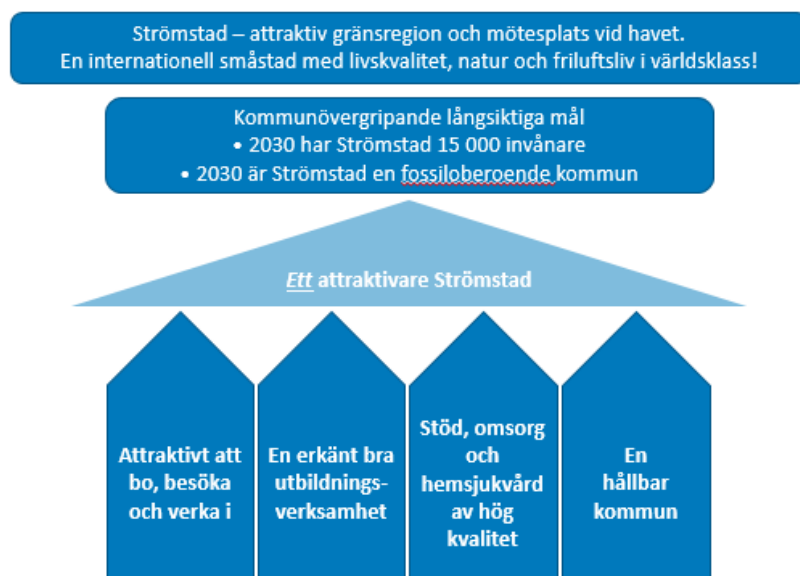 Strömstad – attraktiv gränsregion och mötesplats vid havet.
En internationell småstad med livskvalitet, natur och friluftsliv i världsklass!
Kommunövergripande långsiktiga mål
• 2030 har Strömstad 15 000 invånare
• 2030 är Strömstad en fossiloberoende kommun
Ett attraktivare Strömstad
Attraktivt att
bo, besöka
och verka i
En erkänt bra
utbildnings-
verksamhet
Stöd, omsorg
och
hemsjukvård
av hög
kvalitet
En
hållbar
kommun